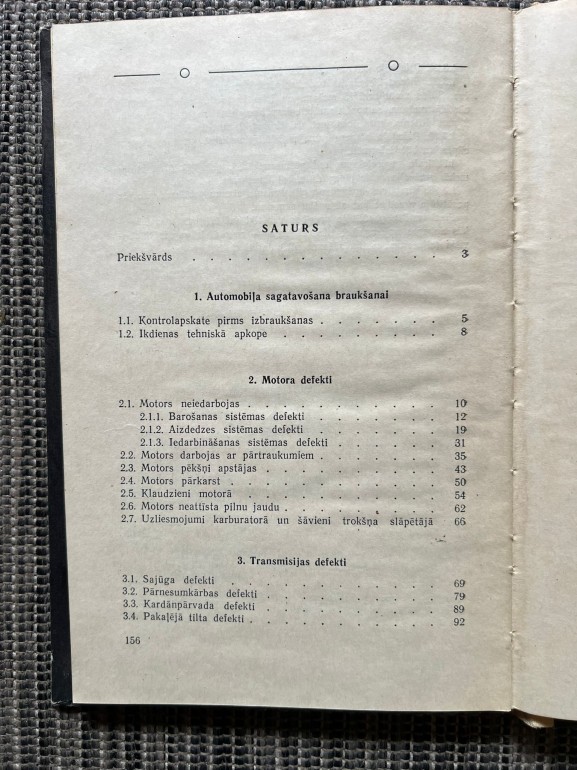 SATURS
Priekšvārds . . . . . . . . . . . . . . . 3
1. Automobiļa sagatavošana braukšanai
1.1. Kontrolapskate pirms izbraukšanas . . . . . . . 5
1.2. Ikdienas tehniskā apkope . . . . . . . . . 8
2. Motora defekti
2.1. Motors neiedarbojas . . . . . . . . . . . 10
2.1.1. Barošanas sistēmas defekti . . . . . . . . 12
2.1.2. Aizdedzes sistēmas defekti . . . . . . . . 19
2.1.3. Iedarbināšanas sistēmas defekti . . . . . . . 31
2.2. Motors darbojas ar pārtraukumiem . . . . . . . 35
2.3. Motors pēkšņi apstājas . . . . . . . . . . 43
2.4. Motors pārkarst . . . . . . . . . . . . 50
2.5. Klaudzieni motorā . . . . . . . . . . . 54
2.6. Motors neattīsta pilnu jaudu . . . . . . . . . 62
2.7. Uzliesmojumi karburatorā un šāvieni trokšņa slāpētājā 66
3. Transmisijas defekti
3.1. Sajūga defekti . . . . . . . . . . . . 69
3.2. Pārnesumkārbas defekti . . . . . . . . . . 79
3.3. Kardānpārvada defekti . . . . . . . . . . 89
3.4. Pakaļējā tilta defekti . . . . . . . . . . . 92
156